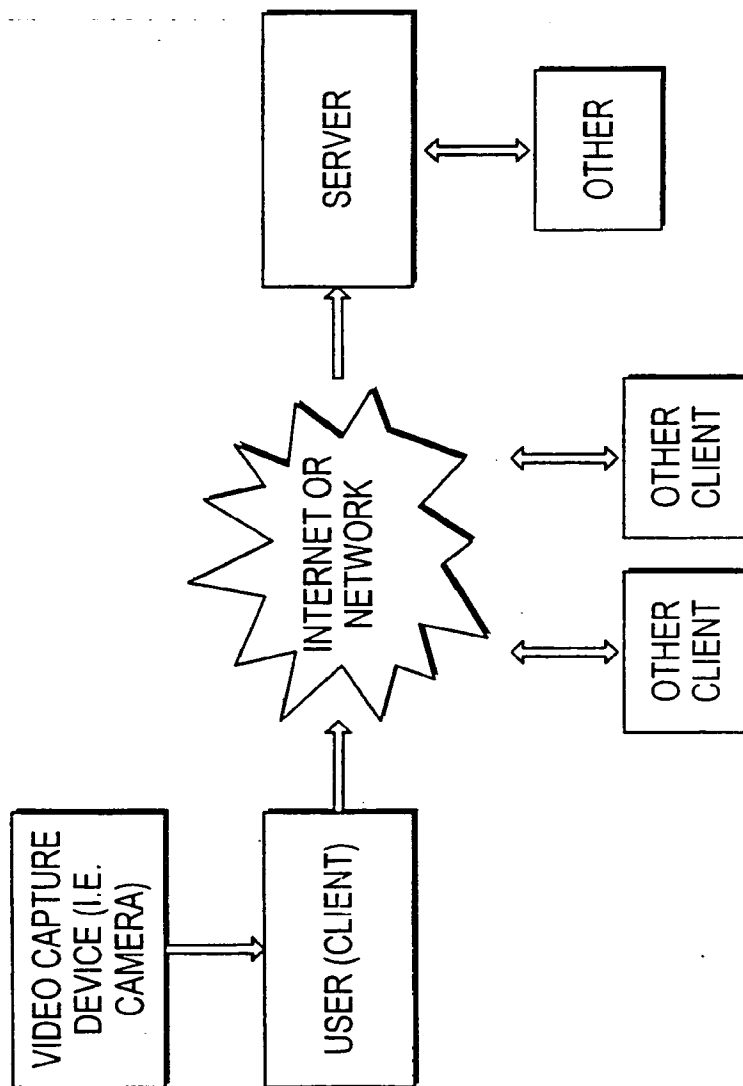 VIDEO CAPTURE
DEVICE (I.E.
CAMERA)
USER (CLIENT)
INTERNET OR
NETWORK
SERVER
OTHER
CLIENT
OTHER
CLIENT
OTHER